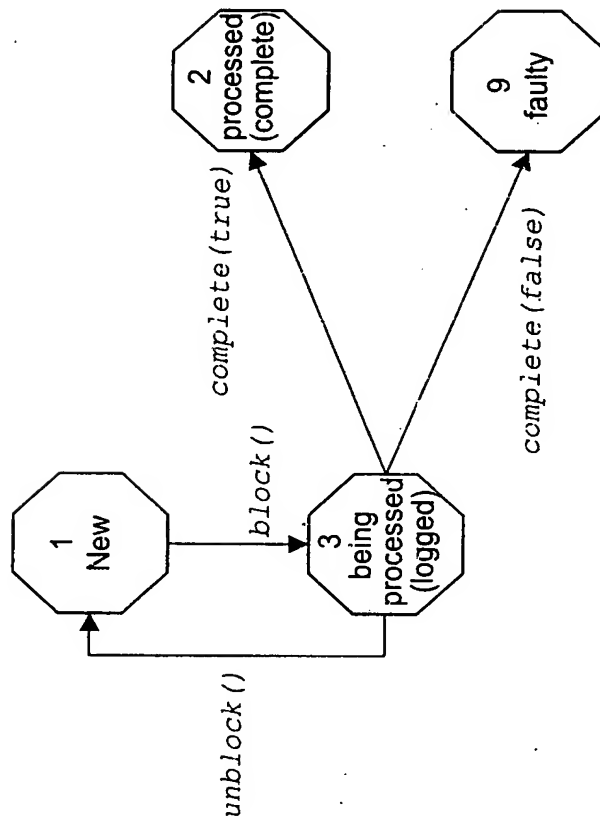 1
New
block()
unblock()
3
being
processed
(logged)
complete(true)
2
processed
(complete)
complete(false)
9
faulty